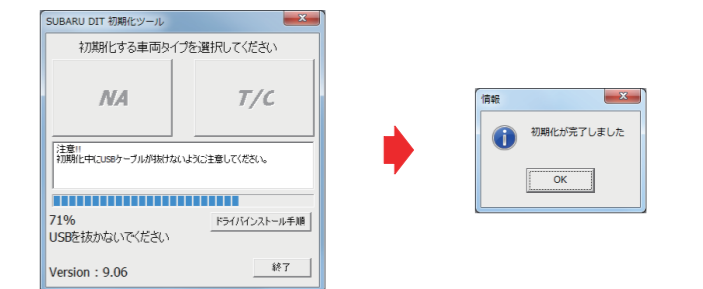 SUBARU DIT 初期化ツール
初期化する車両タイプを選択してください
NA
T/C
注意!!
初期化中にUSBケーブルが抜けないように注意してください。
71%
ドライバインストール手順
USBを抜かないでください
Version : 9.06
終了
情報
初期化が完了しました
OK